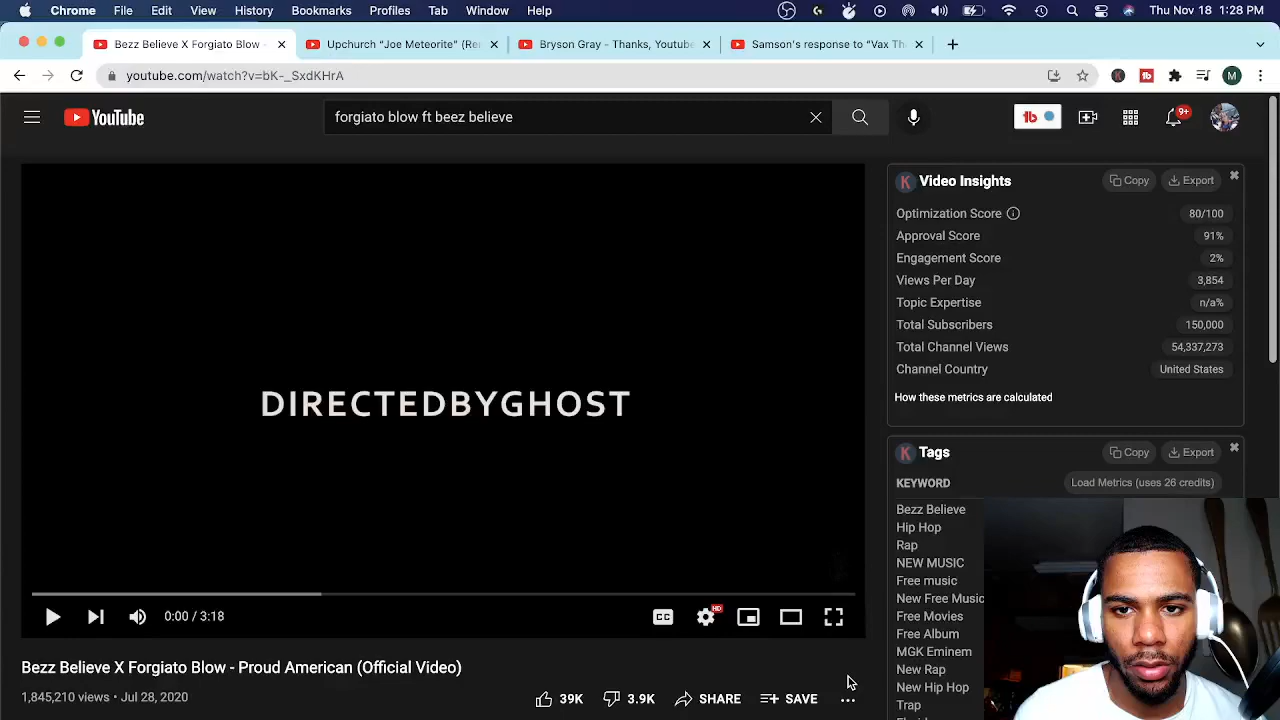 Chrome File Edit View History Bookmarks Profiles Tab Window Help Thu Nov 18 1:28 PM
Bezz Believe X Forgiato Blow - Upchurch “Joe Meteorite” (Re Bryson Gray - Thanks, Youtube Samson's response to “Vax Th
youtube.com/watch?v=bK-_SxdKHrA M
YouTube forgiato blow ft beez believe 9+
K Video Insights Copy Export
Optimization Score 80/100
Approval Score 91%
Engagement Score 2%
Views Per Day 3,854
Topic Expertise n/a%
Total Subscribers 150,000
Total Channel Views 54,337,273
Channel Country United States
How these metrics are calculated
DIRECTEDBYGHOST
K Tags Copy Export
KEYWORD Load Metrics (uses 26 credits)
Bezz Believe
Hip Hop
Rap
NEW MUSIC
Free music
New Free Music
Free Movies
Free Album
MGK Eminem
New Rap
New Hip Hop
Trap
0:00 / 3:18 CC HD
Bezz Believe X Forgiato Blow - Proud American (Official Video)
1,845,210 views • Jul 28, 2020
39K 3.9K SHARE SAVE